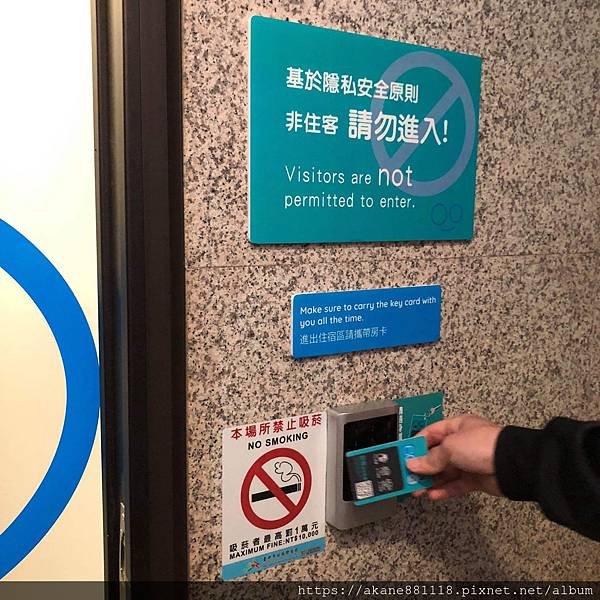 基於隱私安全原則
非住客 請勿進入!
Visitors are not
permitted to enter.
Make sure to carry the key card with
you all the time.
進出住宿區請攜帶房卡
本場所禁止吸菸
NO SMOKING
吸菸者最高罰1萬元
MAXIMUM FINE:NT$10,000
https://akane881118.pixnet.net/album